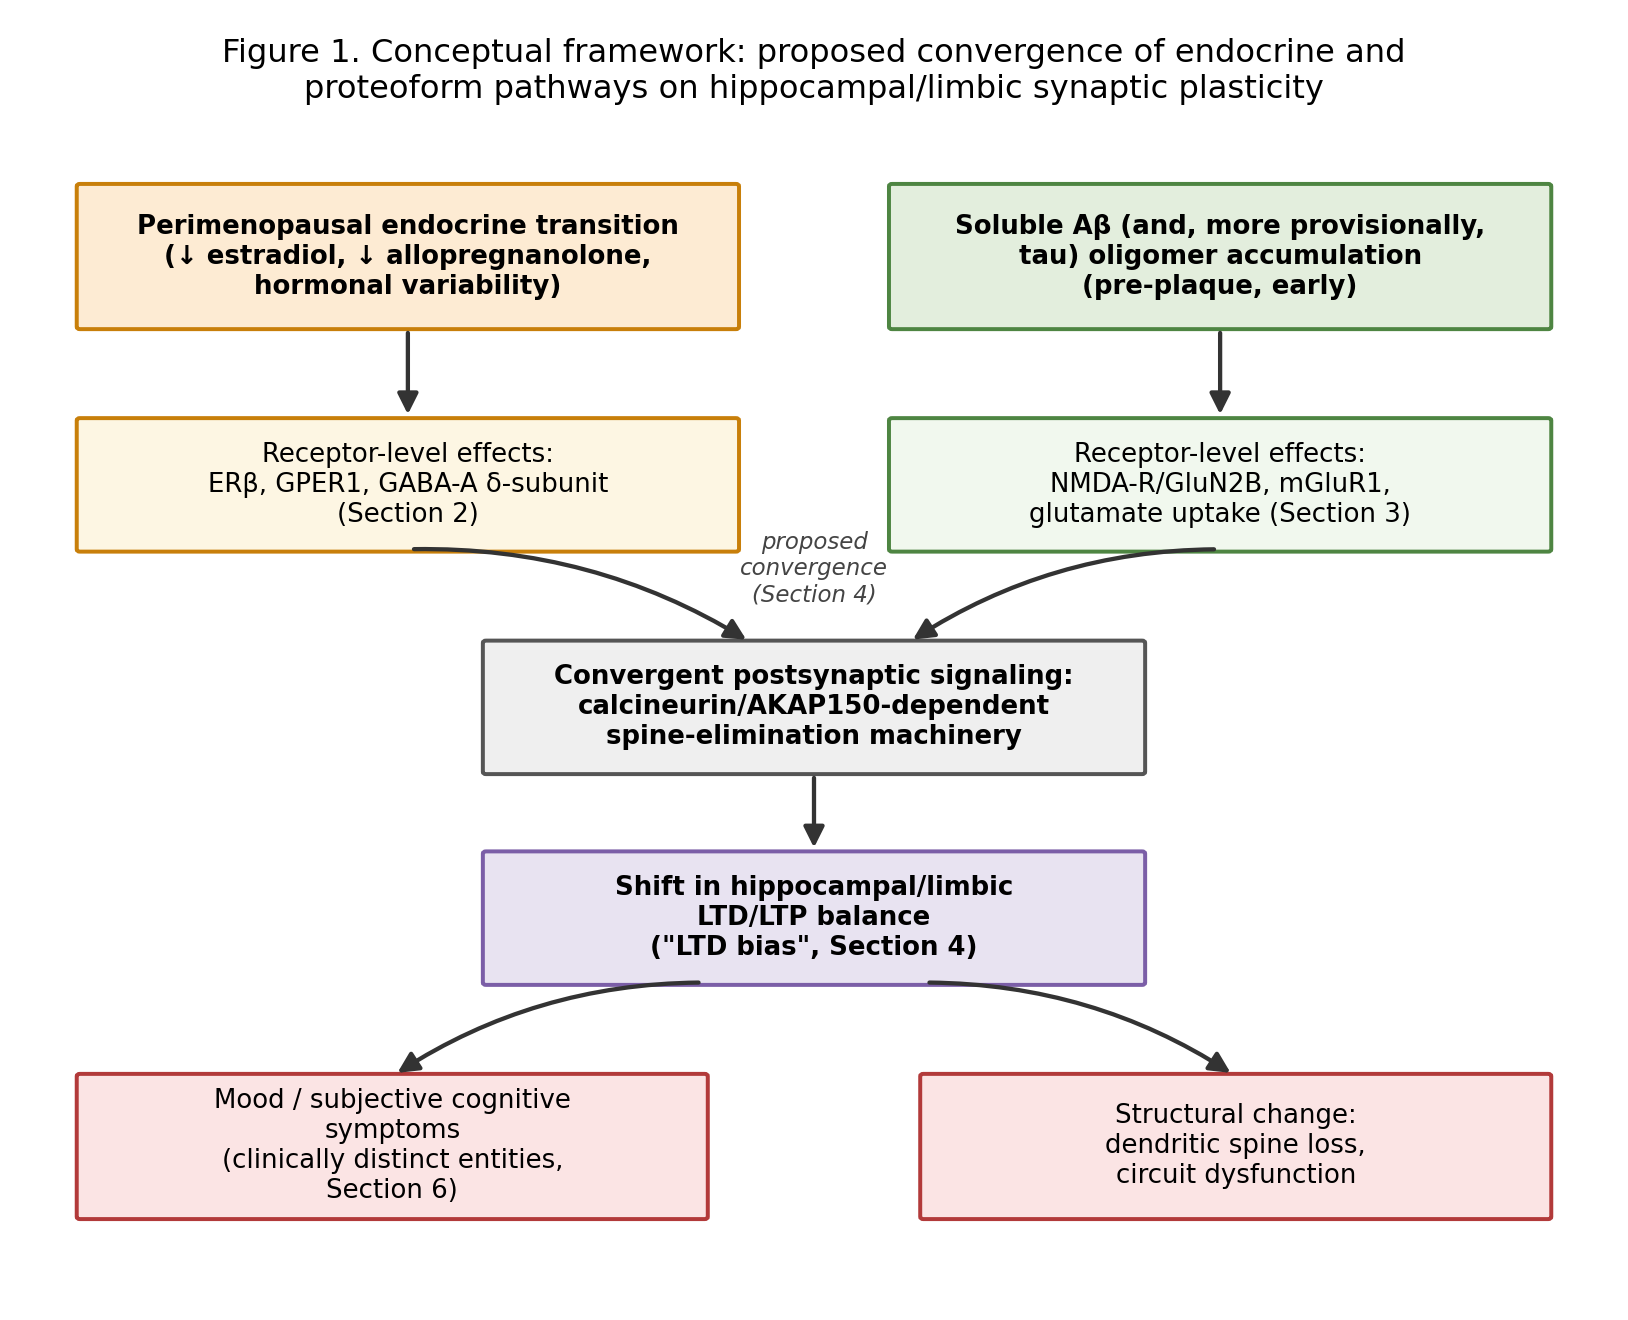 Figure 1. Conceptual framework: proposed convergence of endocrine and
proteoform pathways on hippocampal/limbic synaptic plasticity
Perimenopausal endocrine transition
(↓ estradiol, ↓ allopregnanolone,
hormonal variability)
Soluble Aβ (and, more provisionally,
tau) oligomer accumulation
(pre-plaque, early)
Receptor-level effects:
ERβ, GPER1, GABA-A δ-subunit
(Section 2)
Receptor-level effects:
NMDA-R/GluN2B, mGluR1,
glutamate uptake (Section 3)
proposed
convergence
(Section 4)
Convergent postsynaptic signaling:
calcineurin/AKAP150-dependent
spine-elimination machinery
Shift in hippocampal/limbic
LTD/LTP balance
("LTD bias", Section 4)
Mood / subjective cognitive
symptoms
(clinically distinct entities,
Section 6)
Structural change:
dendritic spine loss,
circuit dysfunction